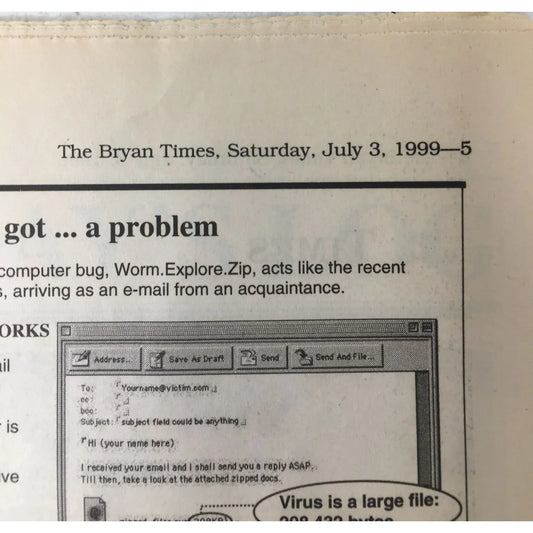 The Bryan Times, Saturday, July 3, 1999—5
got ... a problem
computer bug, Worm.Explore.Zip, acts like the recent
s, arriving as an e-mail from an acquaintance.
ORKS
ail
r is
ve
Address...
Save As Draft
Send
Send And File...
To: Yourname@victim.com
cc:
bcc:
Subject: subject field could be anything
Hi (your name here)
I received your email and I shall send you a reply ASAP.
Till then, take a look at the attached zipped docs.
Virus is a large file: